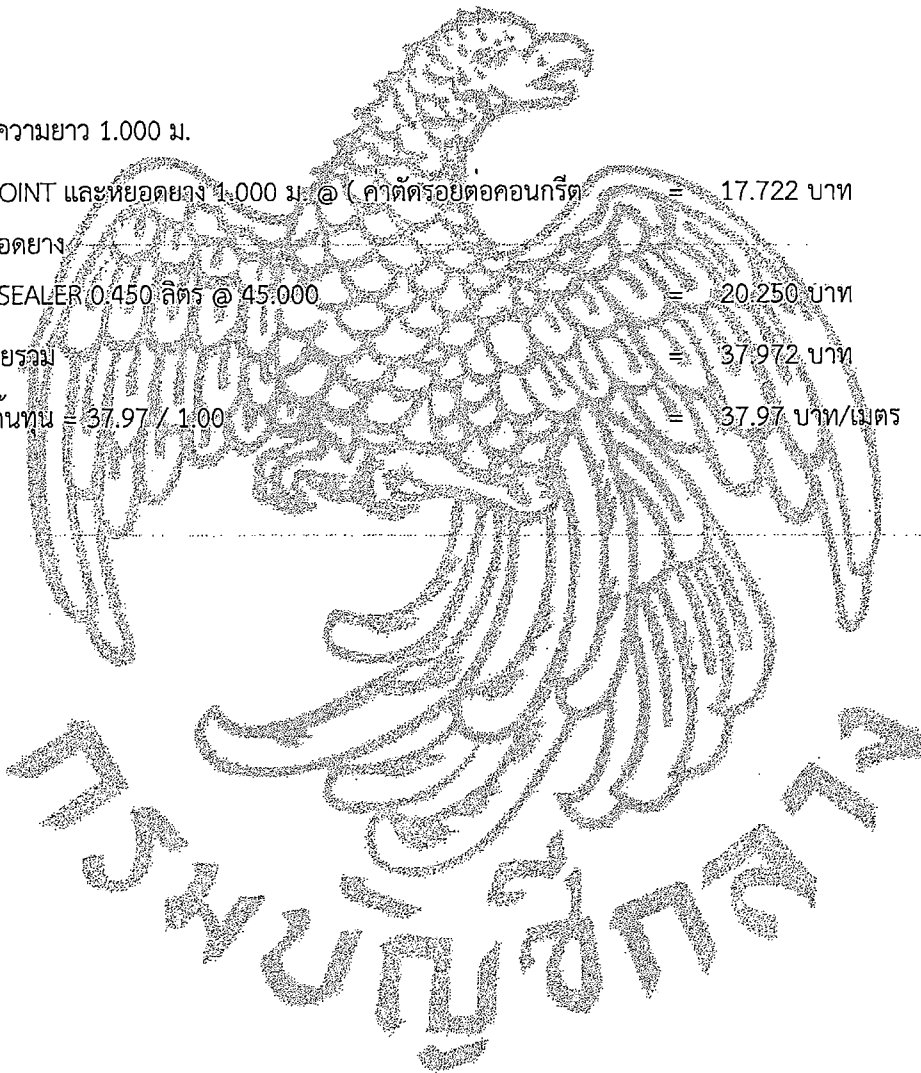 ความยาว 1.000 ม.
OINT และหยอดยาง 1.000 ม. @ ( ค่าตัดรอยต่อคอนกรีต = 17.722 บาท
อดยาง
SEALER 0.450 ลิตร @ 45.000 = 20.250 บาท
ยรวม = 37.972 บาท
้นทุน = 37.97 / 1.00 = 37.97 บาท/เมตร
กรมบัญชีกลาง